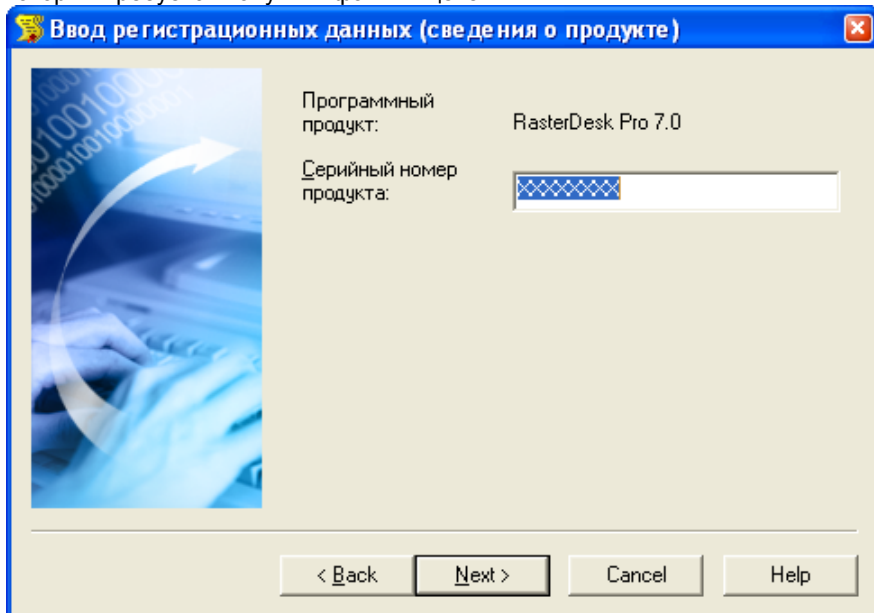 Ввод регистрационных данных (сведения о продукте)
Программный
продукт:
RasterDesk Pro 7.0
Серийный номер
продукта:
XXXXXXXX
< Back
Next >
Cancel
Help